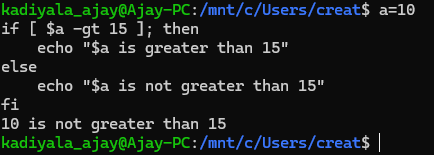 kadiyala_ajay@Ajay-PC:/mnt/c/Users/creat$ a=10
if [ $a -gt 15 ]; then
    echo "$a is greater than 15"
else
    echo "$a is not greater than 15"
fi
10 is not greater than 15
kadiyala_ajay@Ajay-PC:/mnt/c/Users/creat$